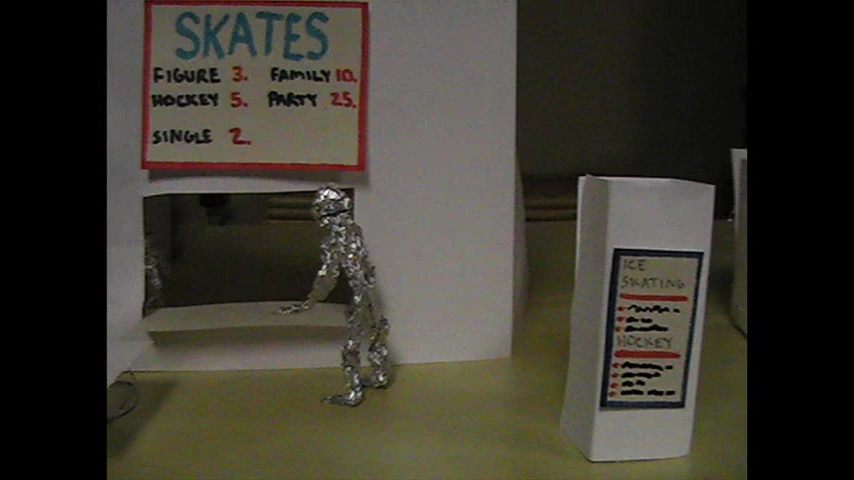 SKATES
FIGURE 3. FAMILY 10.
HOCKEY 5. PARTY 25.
SINGLE 2.
ICE
SKATING
HOCKEY